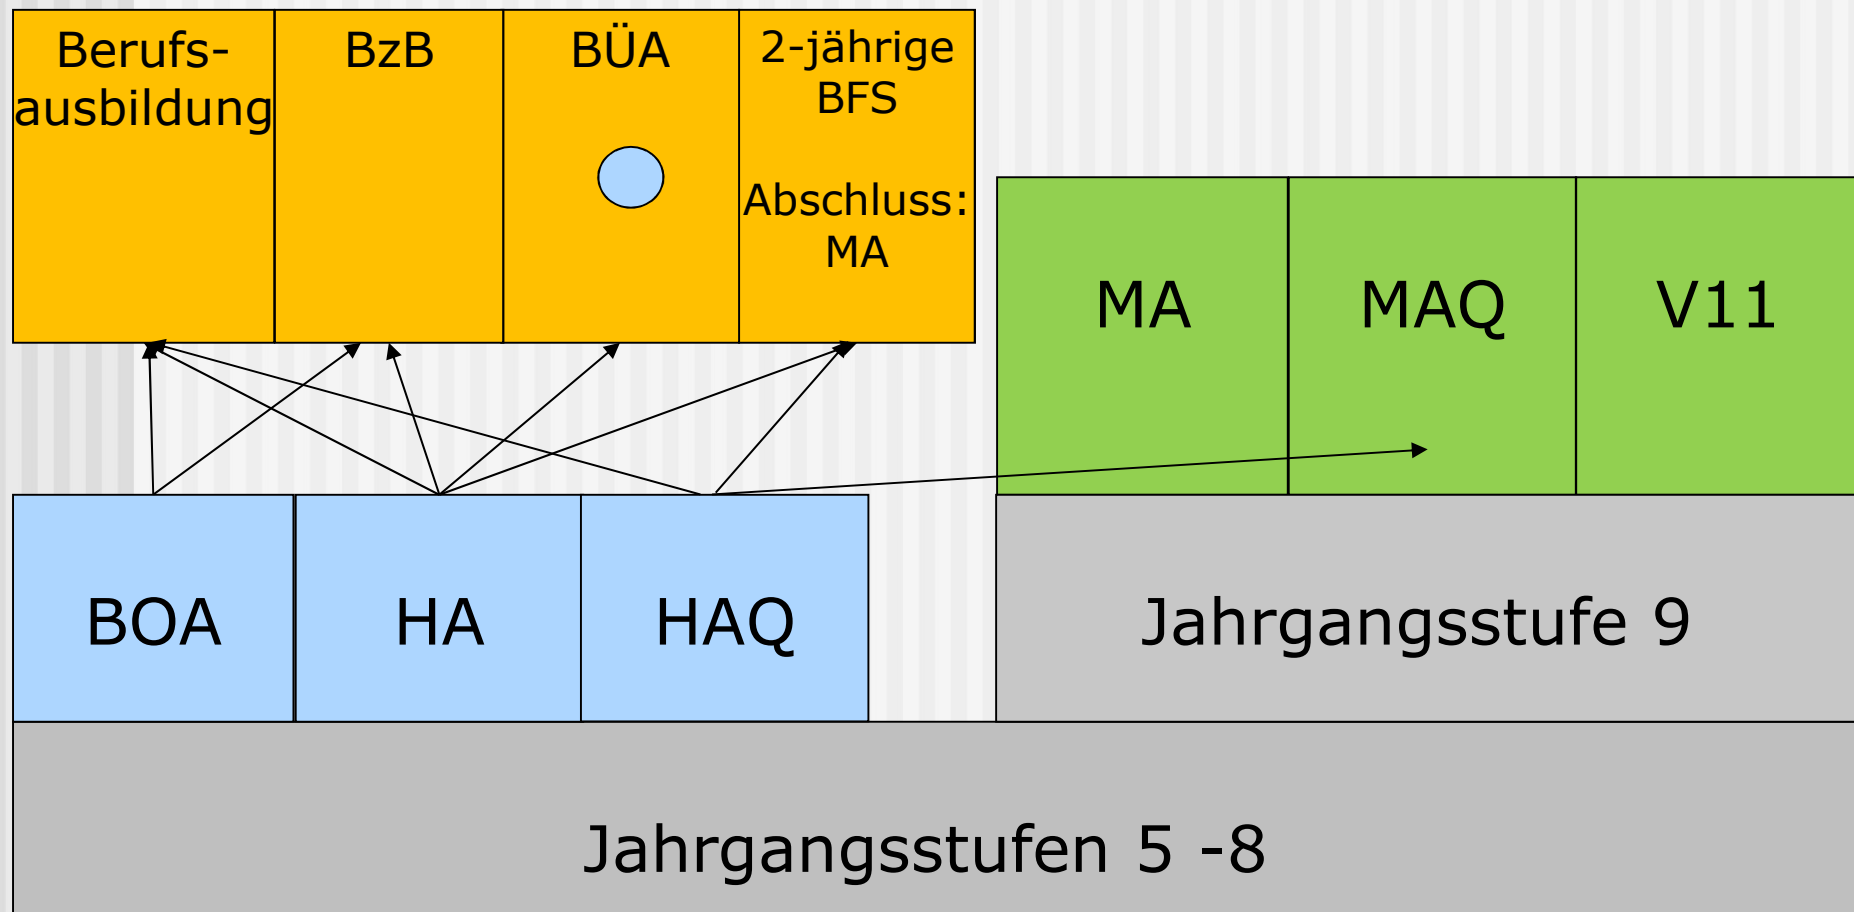 Berufs-
ausbildung
BzB
BÜA
2-jährige
BFS
Abschluss:
MA
MA
MAQ
V11
BOA
HA
HAQ
Jahrgangsstufe 9
Jahrgangsstufen 5 -8